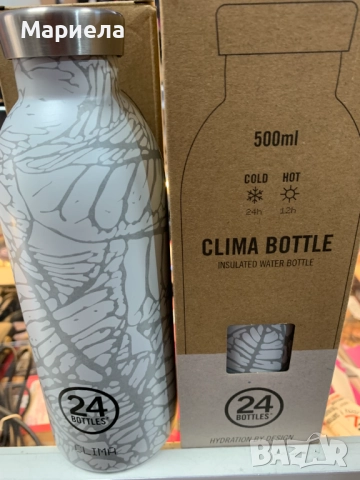 Мариела
500ml
COLD HOT
24h 12h
CLIMA BOTTLE
INSULATED WATER BOTTLE
24
BOTTLES®
CLIMA
24
BOTTLES®
HYDRATION BY DESIGN
BAZAR